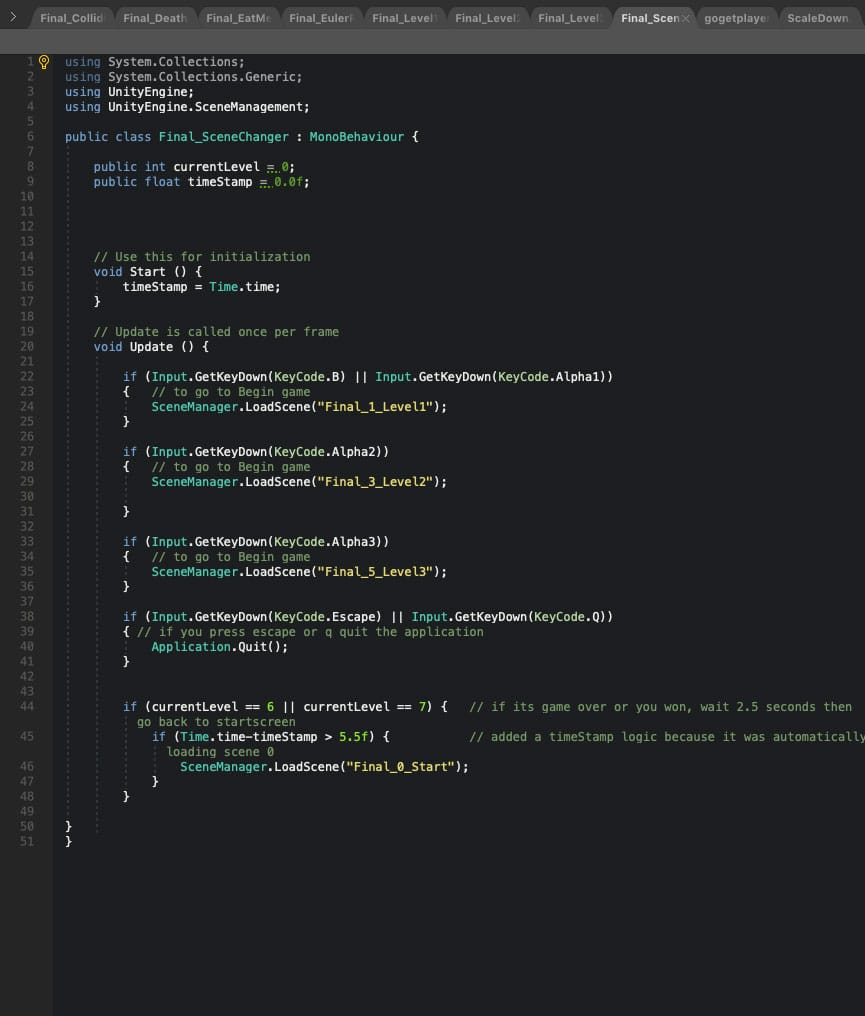 Final_Collid Final_Death Final_EatMe Final_EulerR Final_Level1 Final_Level2 Final_Level Final_Scen gogetplayer ScaleDown.
1 using System.Collections;
2 using System.Collections.Generic;
3 using UnityEngine;
4 using UnityEngine.SceneManagement;
5
6 public class Final_SceneChanger : MonoBehaviour {
7
8 public int currentLevel = 0;
9 public float timeStamp = 0.0f;
10
11
12
13
14 // Use this for initialization
15 void Start () {
16 timeStamp = Time.time;
17 }
18
19 // Update is called once per frame
20 void Update () {
21
22 if (Input.GetKeyDown(KeyCode.B) || Input.GetKeyDown(KeyCode.Alpha1))
23 { // to go to Begin game
24 SceneManager.LoadScene("Final_1_Level1");
25 }
26
27 if (Input.GetKeyDown(KeyCode.Alpha2))
28 { // to go to Begin game
29 SceneManager.LoadScene("Final_3_Level2");
30
31 }
32
33 if (Input.GetKeyDown(KeyCode.Alpha3))
34 { // to go to Begin game
35 SceneManager.LoadScene("Final_5_Level3");
36 }
37
38 if (Input.GetKeyDown(KeyCode.Escape) || Input.GetKeyDown(KeyCode.Q))
39 { // if you press escape or q quit the application
40 Application.Quit();
41 }
42
43
44 if (currentLevel == 6 || currentLevel == 7) { // if its game over or you won, wait 2.5 seconds then
go back to startscreen
45 if (Time.time-timeStamp > 5.5f) { // added a timeStamp logic because it was automatically
loading scene 0
46 SceneManager.LoadScene("Final_0_Start");
47 }
48 }
49
50 }
51 }